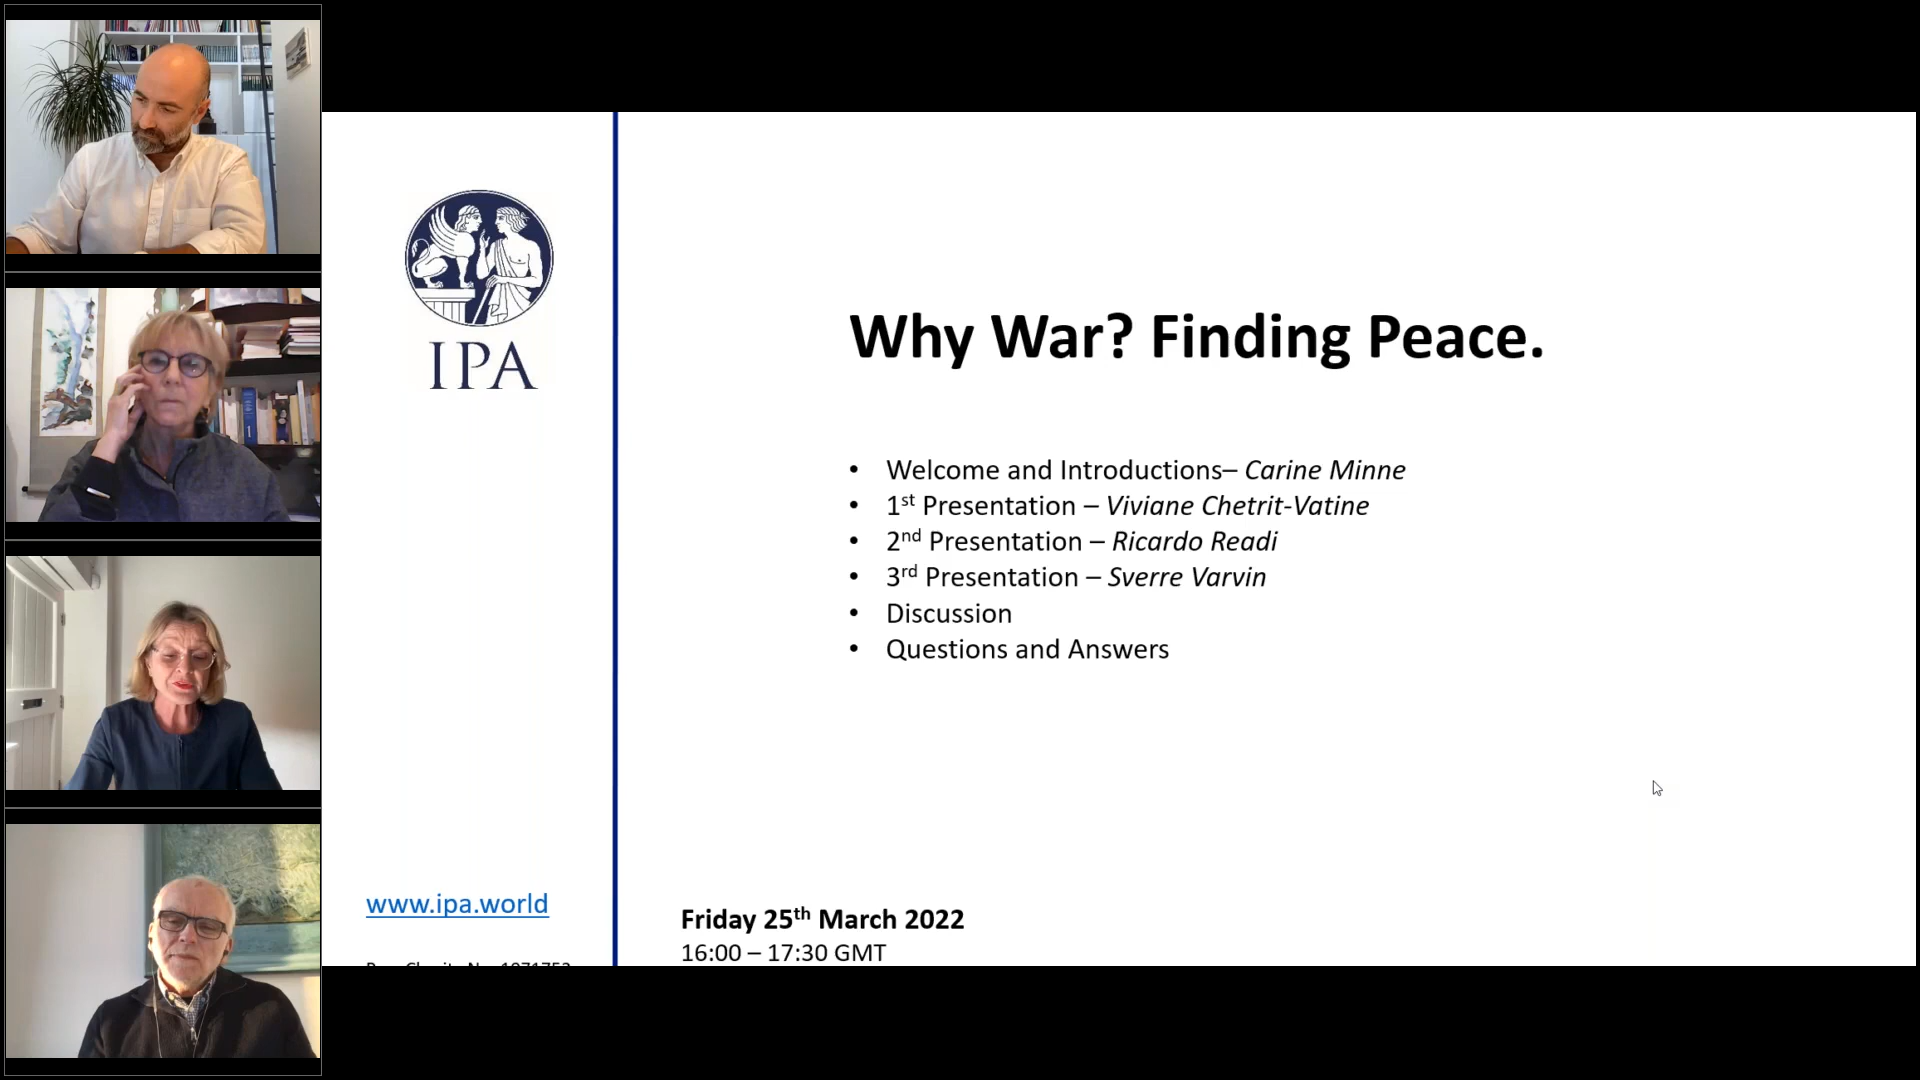 IPA
Why War? Finding Peace.
• Welcome and Introductions– Carine Minne
• 1st Presentation – Viviane Chetrit-Vatine
• 2nd Presentation – Ricardo Readi
• 3rd Presentation – Sverre Varvin
• Discussion
• Questions and Answers
www.ipa.world
Friday 25th March 2022
16:00 – 17:30 GMT